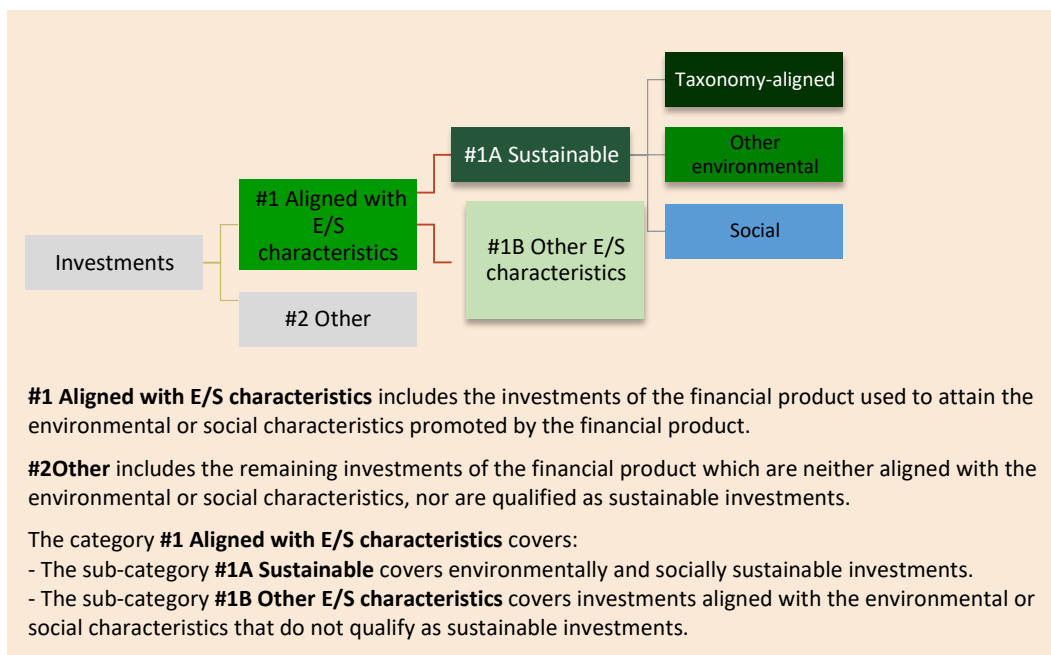 Taxonomy-aligned
#1A Sustainable
Other
environmental
#1 Aligned with
E/S
characteristics
#1B Other E/S
characteristics
Social
Investments
#2 Other
#1 Aligned with E/S characteristics includes the investments of the financial product used to attain the
environmental or social characteristics promoted by the financial product.
#2Other includes the remaining investments of the financial product which are neither aligned with the
environmental or social characteristics, nor are qualified as sustainable investments.
The category #1 Aligned with E/S characteristics covers:
- The sub-category #1A Sustainable covers environmentally and socially sustainable investments.
- The sub-category #1B Other E/S characteristics covers investments aligned with the environmental or
social characteristics that do not qualify as sustainable investments.